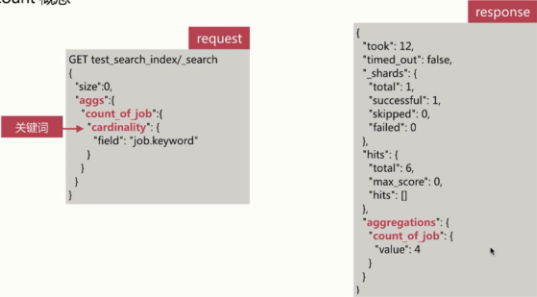 count 概念
request
GET test_search_index/_search
{
"size":0,
"aggs":{
"count_of_job":{
"cardinality": {
"field": "job.keyword"
}
}
}
}
关键词
response
{
"took": 12,
"timed_out": false,
"_shards": {
"total": 1,
"successful": 1,
"skipped": 0,
"failed": 0
},
"hits": {
"total": 6,
"max_score": 0,
"hits": []
},
"aggregations": {
"count_of_job": {
"value": 4
}
}
}